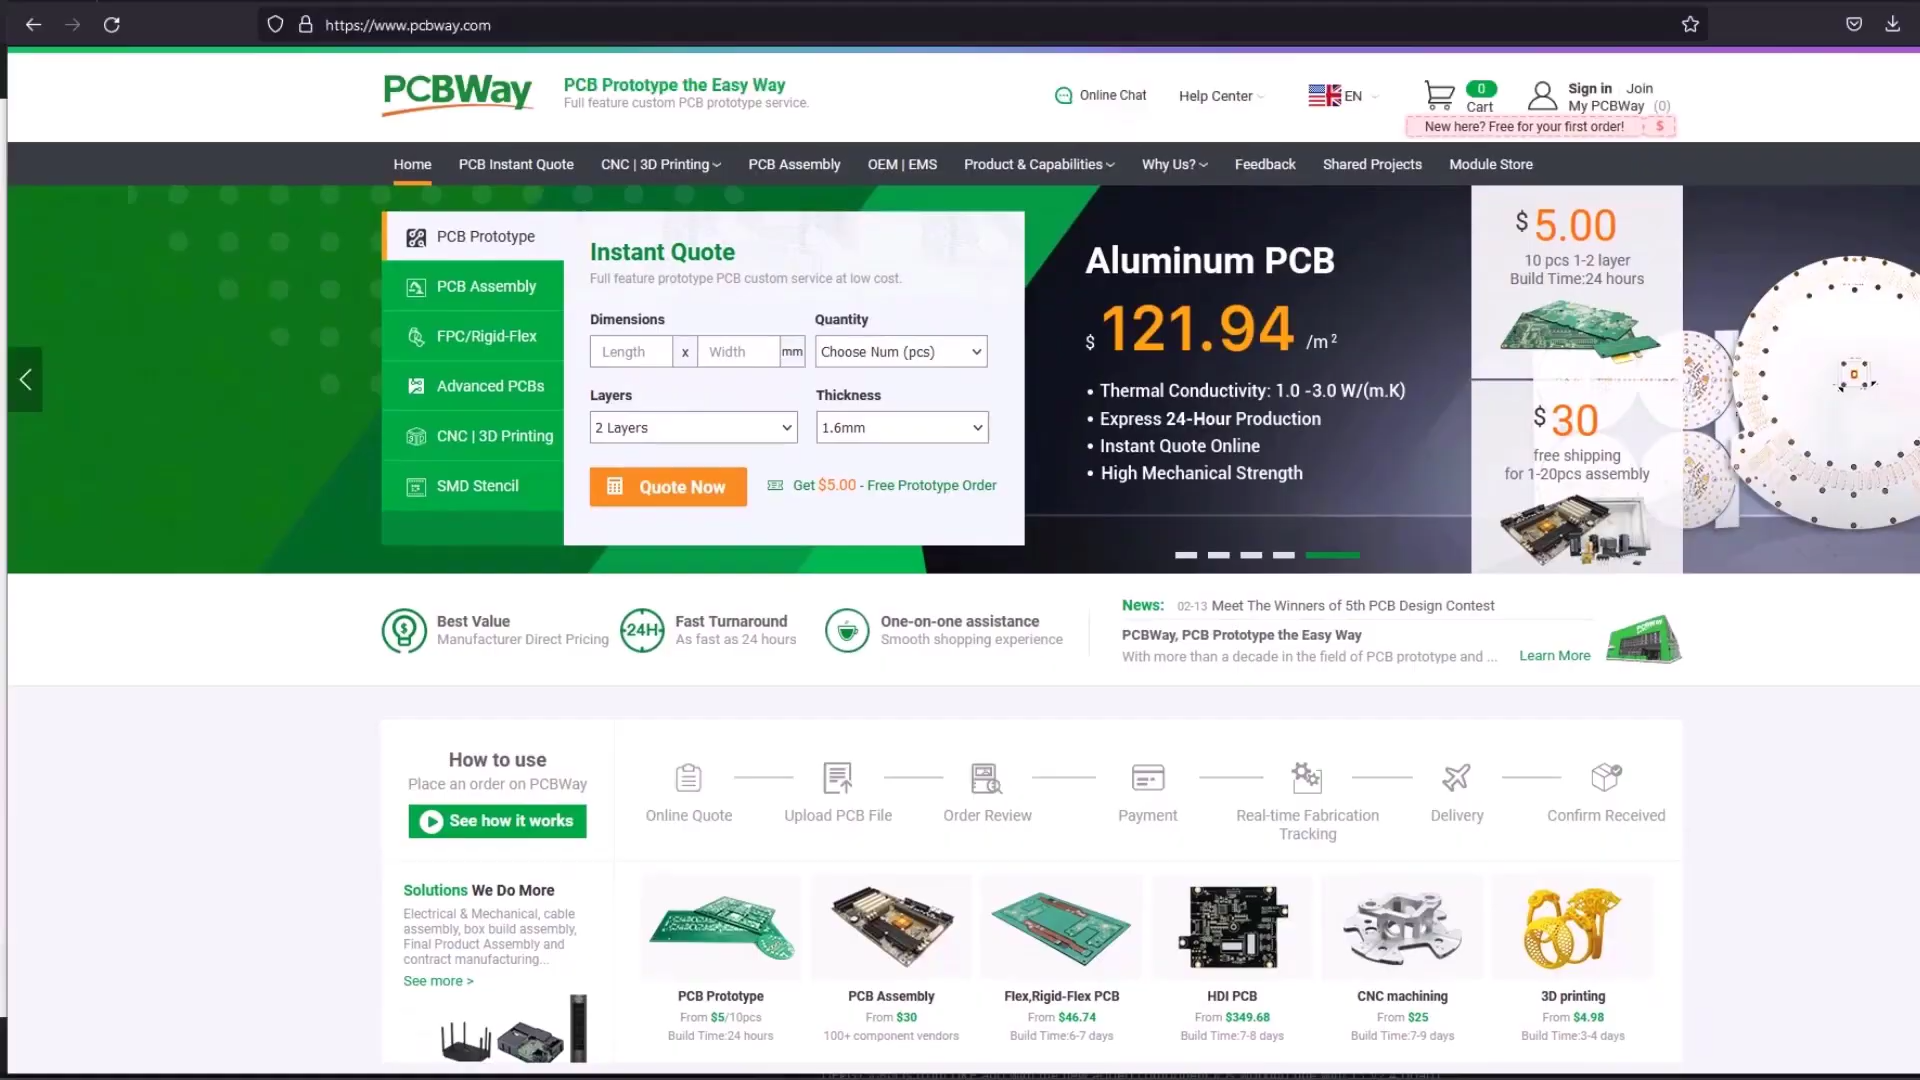 https://www.pcbway.com
PCBWay
PCB Prototype the Easy Way
Full feature custom PCB prototype service.
Online Chat
Help Center
EN
0
Cart
Sign in Join
My PCBWay (0)
New here? Free for your first order! $
Home PCB Instant Quote CNC | 3D Printing PCB Assembly OEM | EMS Product & Capabilities Why Us? Feedback Shared Projects Module Store
PCB Prototype
PCB Assembly
FPC/Rigid-Flex
Advanced PCBs
CNC | 3D Printing
SMD Stencil
Instant Quote
Full feature prototype PCB custom service at low cost.
Dimensions Quantity
Length x Width mm Choose Num (pcs)
Layers Thickness
2 Layers 1.6mm
Quote Now Get $5.00 - Free Prototype Order
Aluminum PCB
$ 121.94 /m²
• Thermal Conductivity: 1.0 -3.0 W/(m.K)
• Express 24-Hour Production
• Instant Quote Online
• High Mechanical Strength
$ 5.00
10 pcs 1-2 layer
Build Time:24 hours
$ 30
free shipping
for 1-20pcs assembly
Best Value
Manufacturer Direct Pricing
24H
Fast Turnaround
As fast as 24 hours
One-on-one assistance
Smooth shopping experience
News: 02-13 Meet The Winners of 5th PCB Design Contest
PCBWay, PCB Prototype the Easy Way
With more than a decade in the field of PCB prototype and ... Learn More
How to use
Place an order on PCBWay
See how it works
Online Quote
Upload PCB File
Order Review
Payment
Real-time Fabrication
Tracking
Delivery
Confirm Received
Solutions We Do More
Electrical & Mechanical, cable
assembly, box build assembly,
Final Product Assembly and
contract manufacturing...
See more >
PCB Prototype
From $5/10pcs
Build Time:24 hours
PCB Assembly
From $30
100+ component vendors
Flex,Rigid-Flex PCB
From $46.74
Build Time:6-7 days
HDI PCB
From $349.68
Build Time:7-8 days
CNC machining
From $25
Build Time:7-9 days
3D printing
From $4.98
Build Time:3-4 days